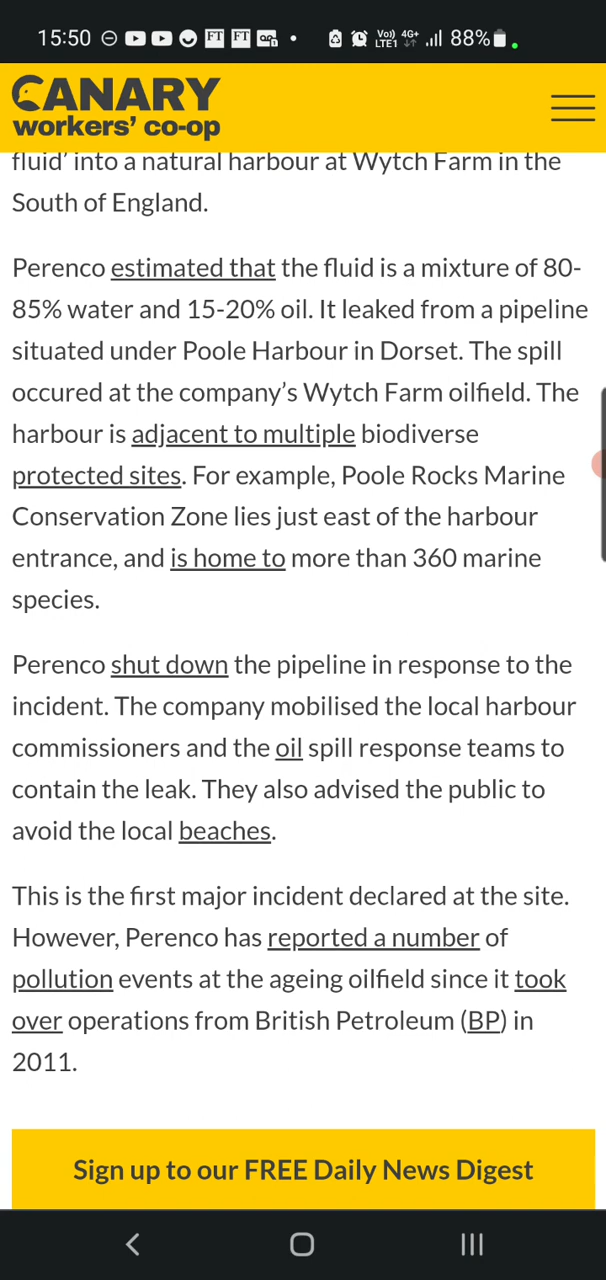 15:50
FT FT
Vo)) 4G+
LTE1
88%
CANARY
workers' co-op
fluid' into a natural harbour at Wytch Farm in the
South of England.
Perenco estimated that the fluid is a mixture of 80-
85% water and 15-20% oil. It leaked from a pipeline
situated under Poole Harbour in Dorset. The spill
occured at the company's Wytch Farm oilfield. The
harbour is adjacent to multiple biodiverse
protected sites. For example, Poole Rocks Marine
Conservation Zone lies just east of the harbour
entrance, and is home to more than 360 marine
species.
Perenco shut down the pipeline in response to the
incident. The company mobilised the local harbour
commissioners and the oil spill response teams to
contain the leak. They also advised the public to
avoid the local beaches.
This is the first major incident declared at the site.
However, Perenco has reported a number of
pollution events at the ageing oilfield since it took
over operations from British Petroleum (BP) in
2011.
Sign up to our FREE Daily News Digest